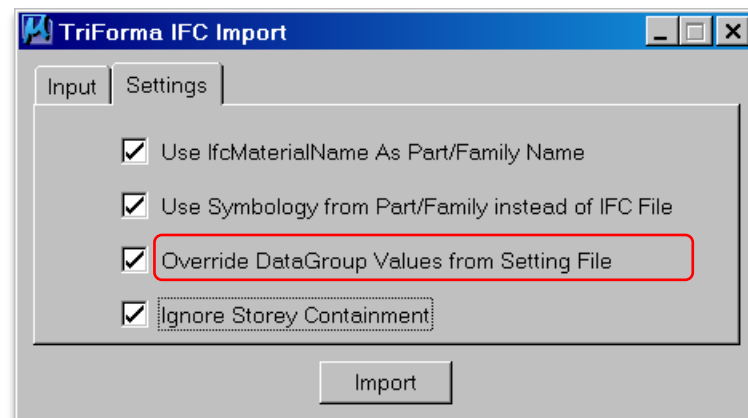 TriForma IFC Import
Input
Settings
Use IfcMaterialName As Part/Family Name
Use Symbology from Part/Family instead of IFC File
Override DataGroup Values from Setting File
Ignore Storey Containment
Import